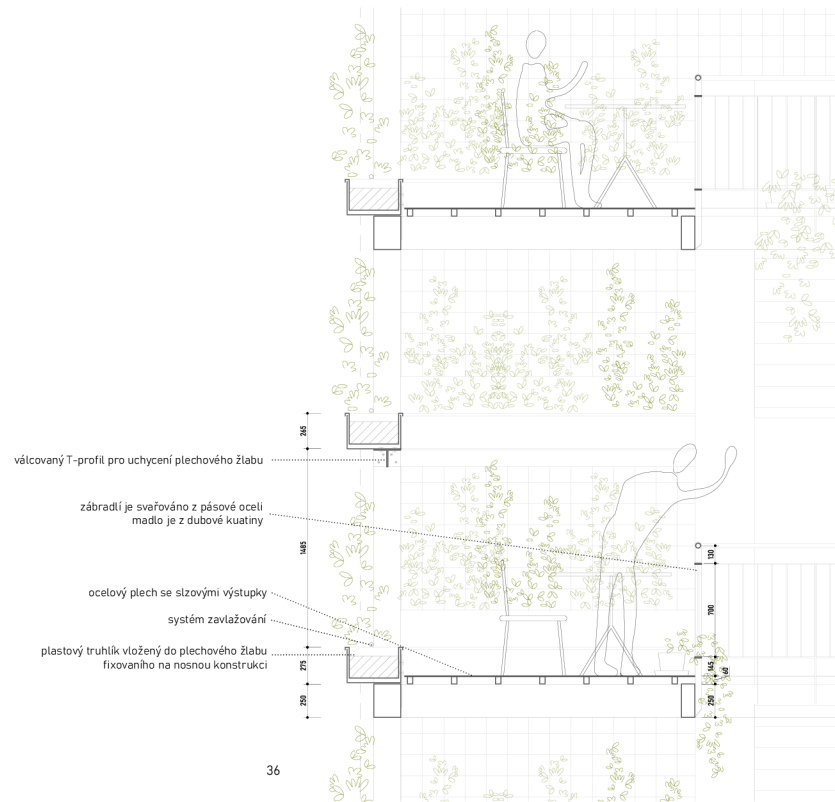 265
válcovaný T-profil pro uchycení plechového žlabu
zábradlí je svařováno z pásové oceli
madlo je z dubové kuatiny
1485
130
700
ocelový plech se slzovými výstupky
systém zavlažování
plastový truhlík vložený do plechového žlabu
fixovaního na nosnou konstrukci
275
145
60
250
250
36